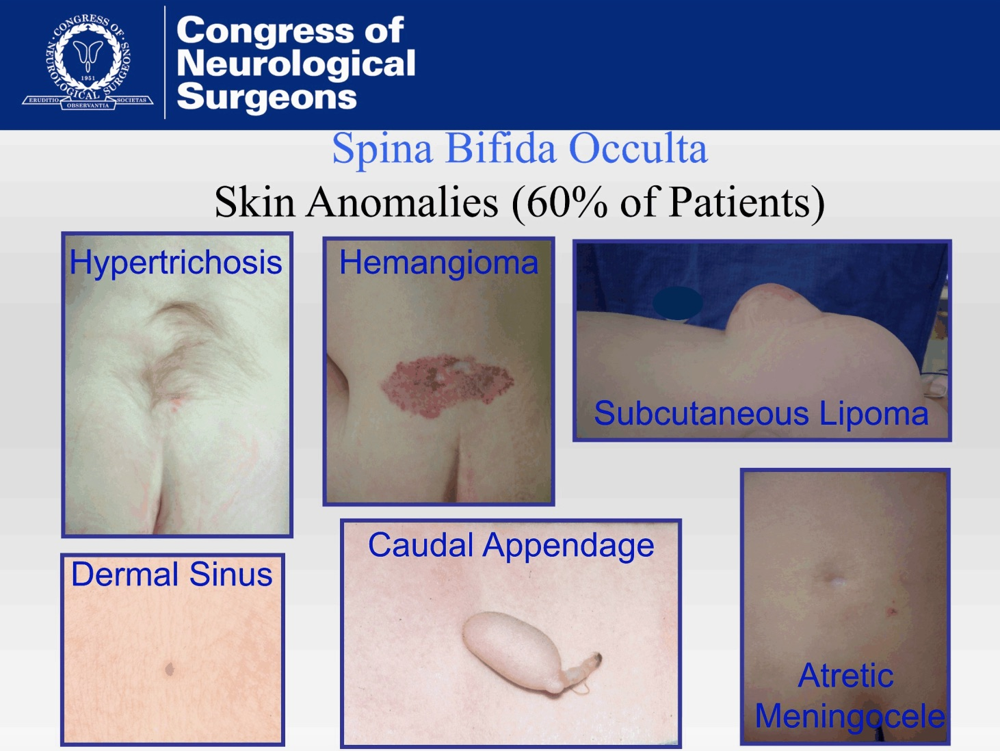 CONGRESS OF NEUROLOGICAL SURGEONS
1951
ERUDITIO
OBSERVANTIA
SOCIETAS
Congress of
Neurological
Surgeons
Spina Bifida Occulta
Skin Anomalies (60% of Patients)
Hypertrichosis
Hemangioma
Subcutaneous Lipoma
Dermal Sinus
Caudal Appendage
Atretic
Meningocele